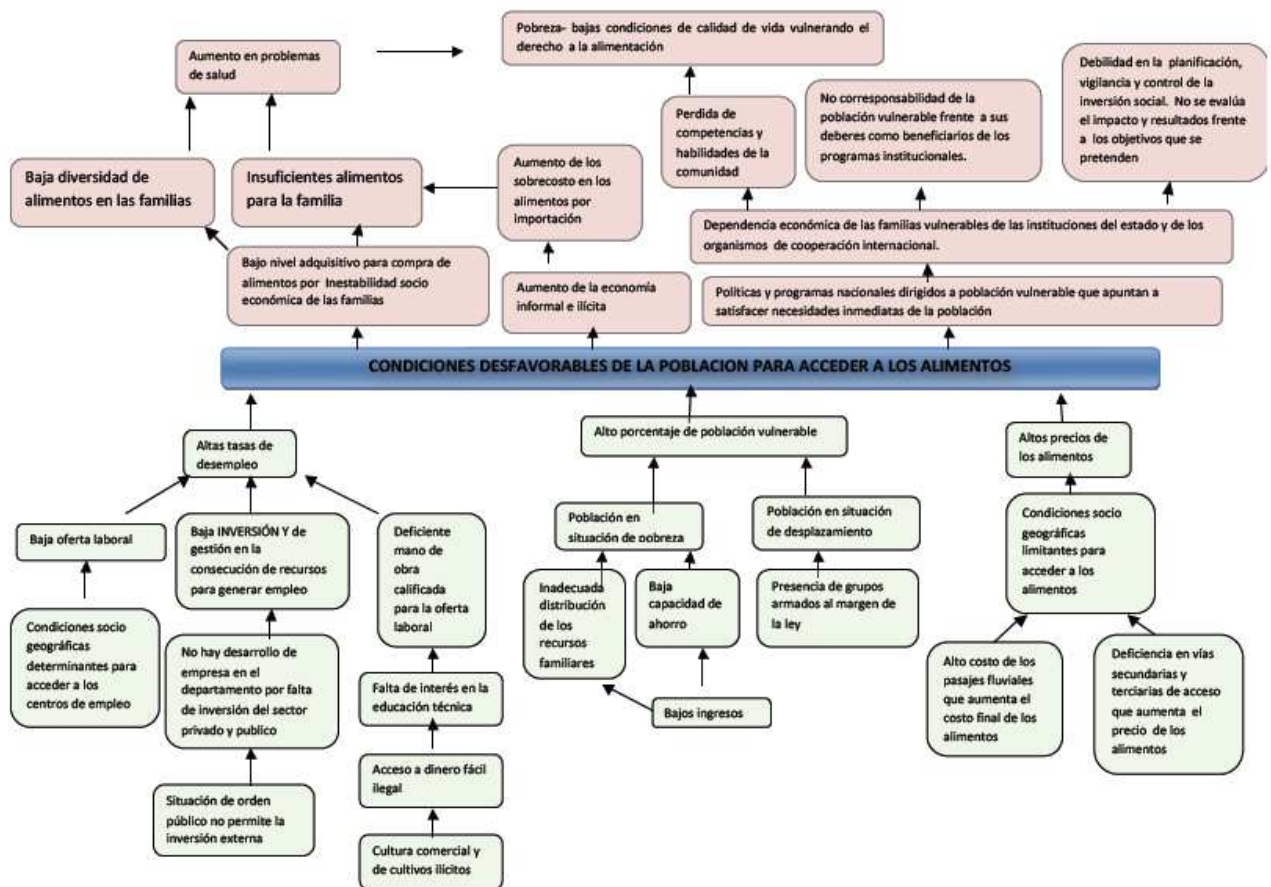 Pobreza- bajas condiciones de calidad de vida vulnerando el
derecho a la alimentación
Aumento en problemas
de salud
Debilidad en la planificación,
vigilancia y control de la
inversión social. No se evalúa
el impacto y resultados frente
a los objetivos que se
pretenden
No corresponsabilidad de la
población vulnerable frente a sus
deberes como beneficiarios de los
programas institucionales.
Perdida de
competencias y
habilidades de la
comunidad
Baja diversidad de
alimentos en las familias
Insuficientes alimentos
para la familia
Aumento de los
sobrecosto en los
alimentos por
importación
Dependencia económica de las familias vulnerables de las instituciones del estado y de los
organismos de cooperación internacional.
Bajo nivel adquisitivo para compra de
alimentos por Inestabilidad socio
económica de las familias
Aumento de la economía
informal e ilícita
Políticas y programas nacionales dirigidos a población vulnerable que apuntan a
satisfacer necesidades inmediatas de la población
CONDICIONES DESFAVORABLES DE LA POBLACION PARA ACCEDER A LOS ALIMENTOS
Altas tasas de
desempleo
Alto porcentaje de población vulnerable
Altos precios de
los alimentos
Baja oferta laboral
Baja INVERSIÓN Y de
gestión en la
consecución de recursos
para generar empleo
Deficiente
mano de
obra
calificada
para la oferta
laboral
Población en
situación de pobreza
Población en situación
de desplazamiento
Condiciones socio
geográficas
limitantes para
acceder a los
alimentos
Condiciones socio
geográficas
determinantes para
acceder a los
centros de empleo
No hay desarrollo de
empresa en el
departamento por falta
de inversión del sector
privado y publico
Inadecuada
distribución
de los
recursos
familiares
Baja
capacidad de
ahorro
Presencia de grupos
armados al margen de
la ley
Falta de interés en la
educación técnica
Bajos ingresos
Alto costo de los
pasajes fluviales
que aumenta el
costo final de los
alimentos
Deficiencia en vías
secundarias y
terciarias de acceso
que aumenta el
precio de los
alimentos
Situación de orden
público no permite la
inversión externa
Acceso a dinero fácil
ilegal
Cultura comercial y
de cultivos ilícitos